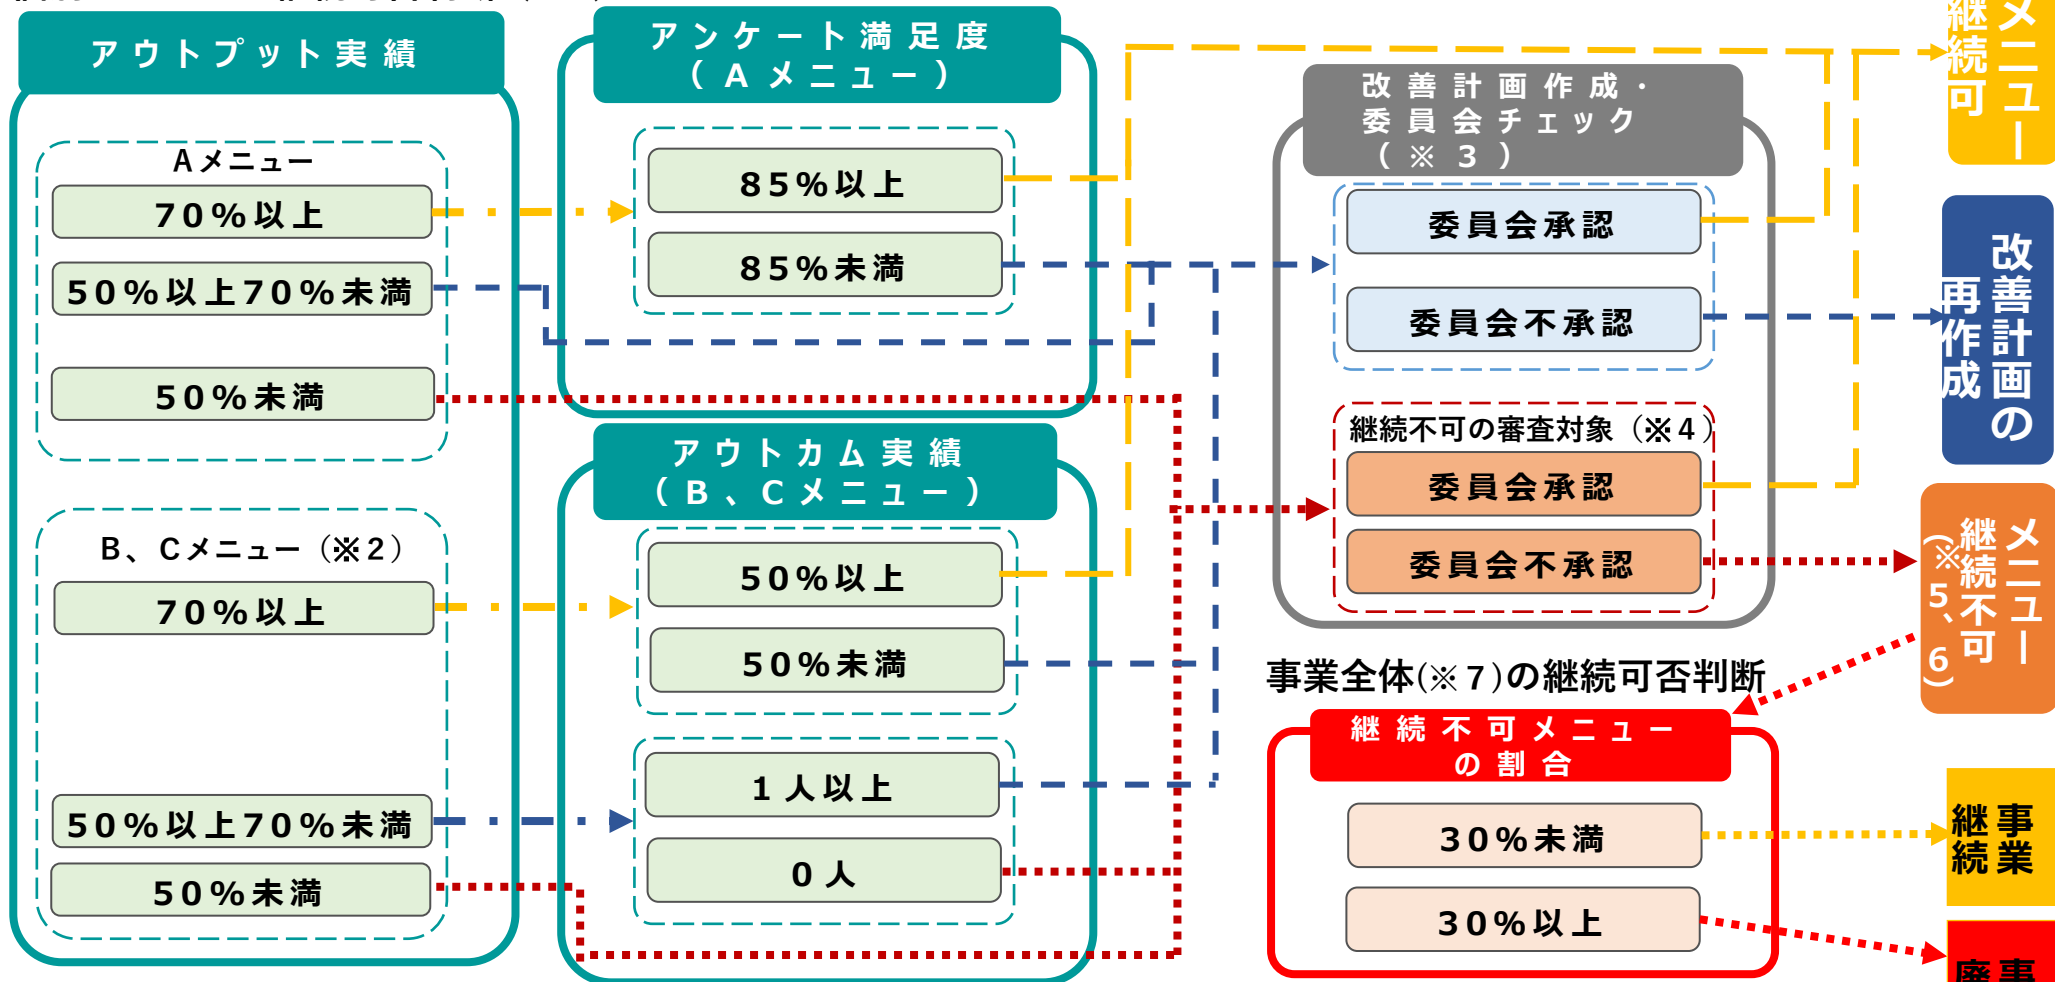 アウトプット実績
Aメニュー
70%以上
50%以上70%未満
50%未満
B、Cメニュー（※2）
70%以上
50%以上70%未満
50%未満
アンケート満足度
（Aメニュー）
85%以上
85%未満
アウトカム実績
（B、Cメニュー）
50%以上
50%未満
1人以上
0人
改善計画作成・
委員会チェック
（※3）
委員会承認
委員会不承認
継続不可の審査対象（※4）
委員会承認
委員会不承認
事業全体(※7)の継続可否判断
継続不可メニュー
の割合
30%未満
30%以上
メニュー
継続可
改善計画の
再作成
メニュー
継続不可
(※5、6)
事業
継続